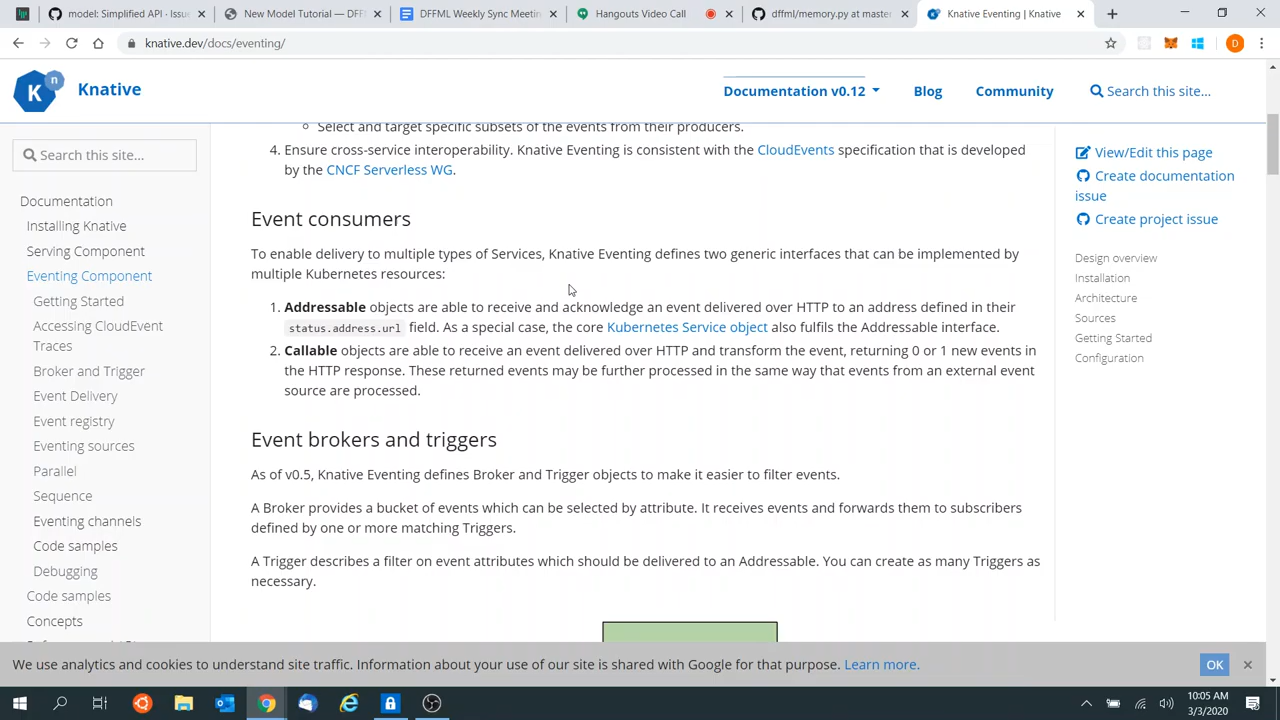 model: Simplified API · Issu
New Model Tutorial — DFF
DFFML Weekly Sync Meetin
Hangouts Video Call
dffml/memory.py at master
Knative Eventing | Knative
knative.dev/docs/eventing/
D
K
n
Knative
Documentation v0.12
Blog
Community
Search this site...
Search this site...
Documentation
Installing Knative
Serving Component
Eventing Component
Getting Started
Accessing CloudEvent
Traces
Broker and Trigger
Event Delivery
Event registry
Eventing sources
Parallel
Sequence
Eventing channels
Code samples
Debugging
Code samples
Concepts
Select and target specific subsets of the events from their producers.
4. Ensure cross-service interoperability. Knative Eventing is consistent with the CloudEvents specification that is developed
by the CNCF Serverless WG.
Event consumers
To enable delivery to multiple types of Services, Knative Eventing defines two generic interfaces that can be implemented by
multiple Kubernetes resources:
1. Addressable objects are able to receive and acknowledge an event delivered over HTTP to an address defined in their
status.address.url field. As a special case, the core Kubernetes Service object also fulfils the Addressable interface.
2. Callable objects are able to receive an event delivered over HTTP and transform the event, returning 0 or 1 new events in
the HTTP response. These returned events may be further processed in the same way that events from an external event
source are processed.
Event brokers and triggers
As of v0.5, Knative Eventing defines Broker and Trigger objects to make it easier to filter events.
A Broker provides a bucket of events which can be selected by attribute. It receives events and forwards them to subscribers
defined by one or more matching Triggers.
A Trigger describes a filter on event attributes which should be delivered to an Addressable. You can create as many Triggers as
necessary.
View/Edit this page
Create documentation
issue
Create project issue
Design overview
Installation
Architecture
Sources
Getting Started
Configuration
We use analytics and cookies to understand site traffic. Information about your use of our site is shared with Google for that purpose. Learn more.
OK
10:05 AM
3/3/2020